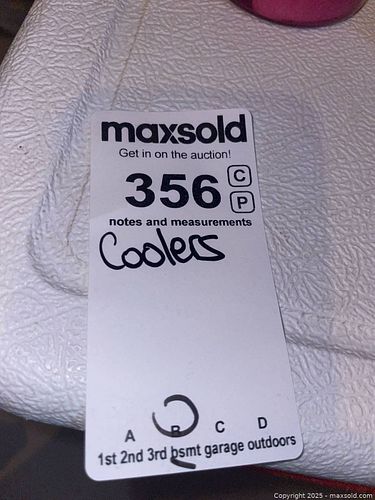 maxsold
Get in on the auction!
356 C
P
notes and measurements
Coolers
A B C D
1st 2nd 3rd bsmt garage outdoors
Copyright 2025 - maxsold.com